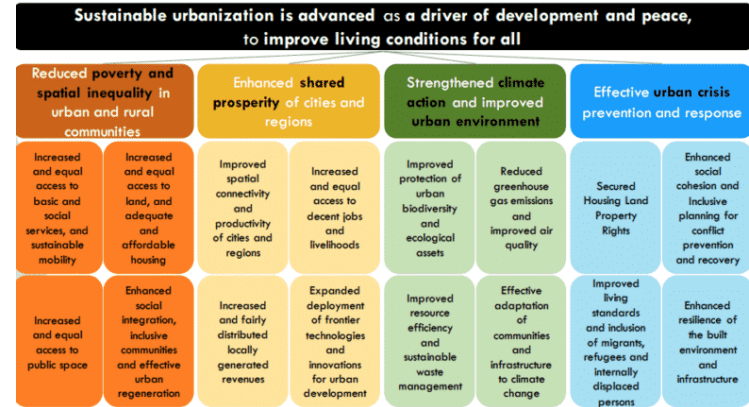 Sustainable urbanization is advanced as a driver of development and peace,
to improve living conditions for all
Reduced poverty and
spatial inequality in
urban and rural
communities
Enhanced shared
prosperity of cities and
regions
Strengthened climate
action and improved
urban environment
Effective urban crisis
prevention and response
Increased
and equal
access to
basic and
social
services, and
sustainable
mobility
Increased
and equal
access to
land, and
adequate
and
affordable
housing
Improved
spatial
connectivity
and
productivity
of cities and
regions
Increased
and equal
access to
decent jobs
and
livelihoods
Improved
protection of
urban
biodiversity
and
ecological
assets
Reduced
greenhouse
gas emissions
and
improved air
quality
Secured
Housing Land
Property
Rights
Enhanced
social
cohesion and
Inclusive
planning for
conflict
prevention
and recovery
Increased
and equal
access to
public space
Enhanced
social
integration,
inclusive
communities
and effective
urban
regeneration
Increased
and fairly
distributed
locally
generated
revenues
Expanded
deployment
of frontier
technologies
and
innovations
for urban
development
Improved
resource
efficiency
and
sustainable
waste
management
Effective
adaptation
of
communities
and
infrastructure
to climate
change
Improved
living
standards
and inclusion
of migrants,
refugees and
internally
displaced
persons
Enhanced
resilience of
the built
environment
and
infrastructure